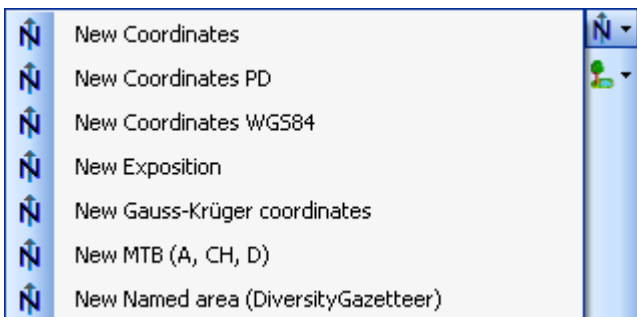 New Coordinates
New Coordinates PD
New Coordinates WGS84
New Exposition
New Gauss-Krüger coordinates
New MTB (A, CH, D)
New Named area (DiversityGazetteer)